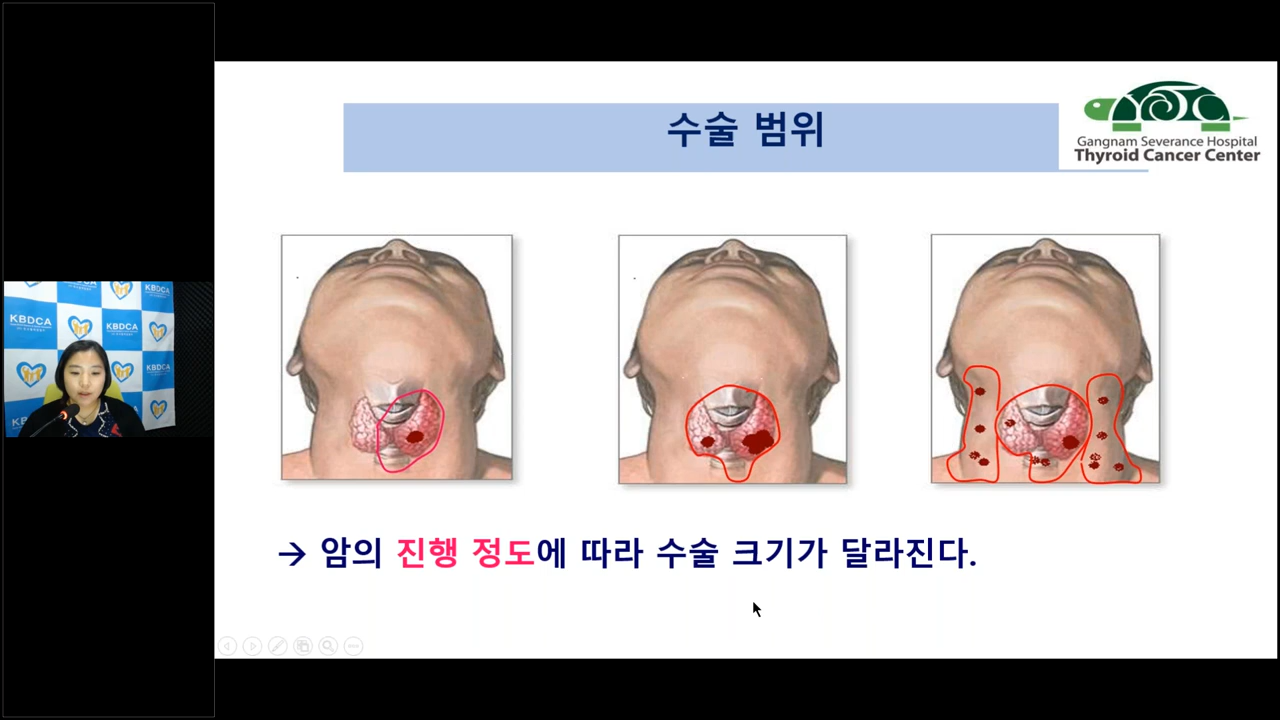 수술 범위
Gangnam Severance Hospital
Thyroid Cancer Center
→ 암의 진행 정도에 따라 수술 크기가 달라진다.
KBDCA
KBDCA
KBDCA
KBDCA